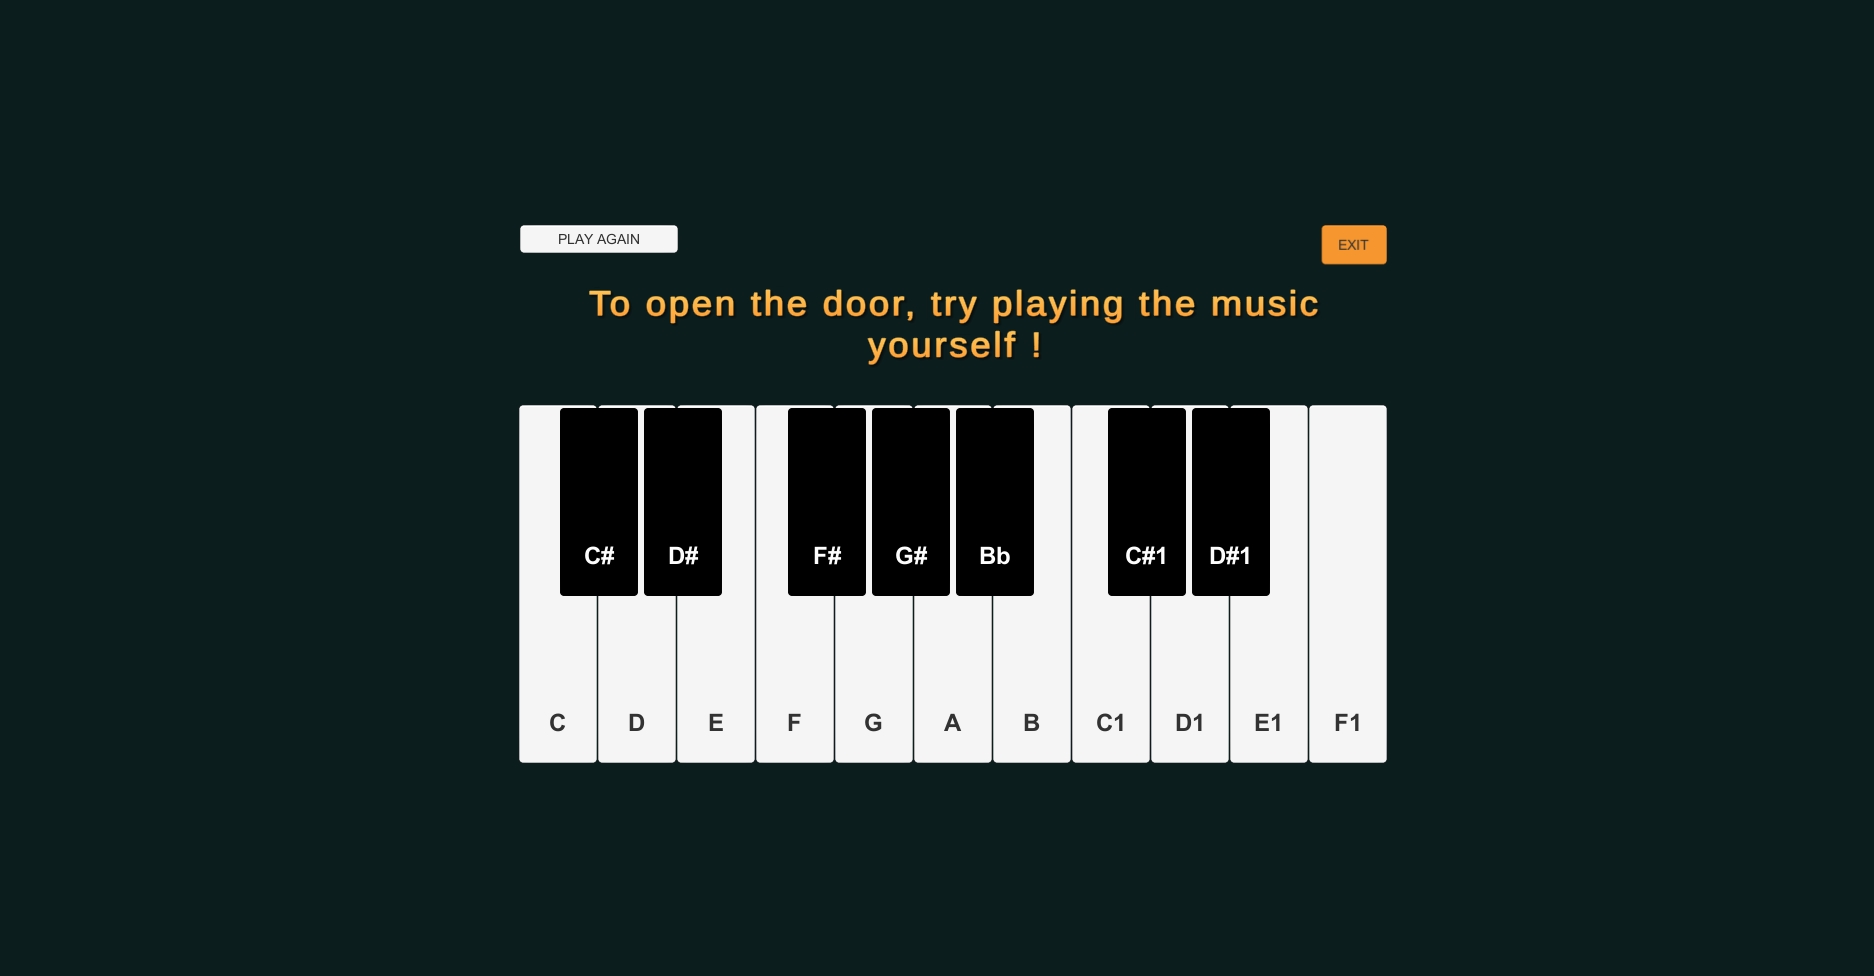 PLAY AGAIN
EXIT
To open the door, try playing the music
yourself !
C# D# F# G# Bb C#1 D#1
C D E F G A B C1 D1 E1 F1